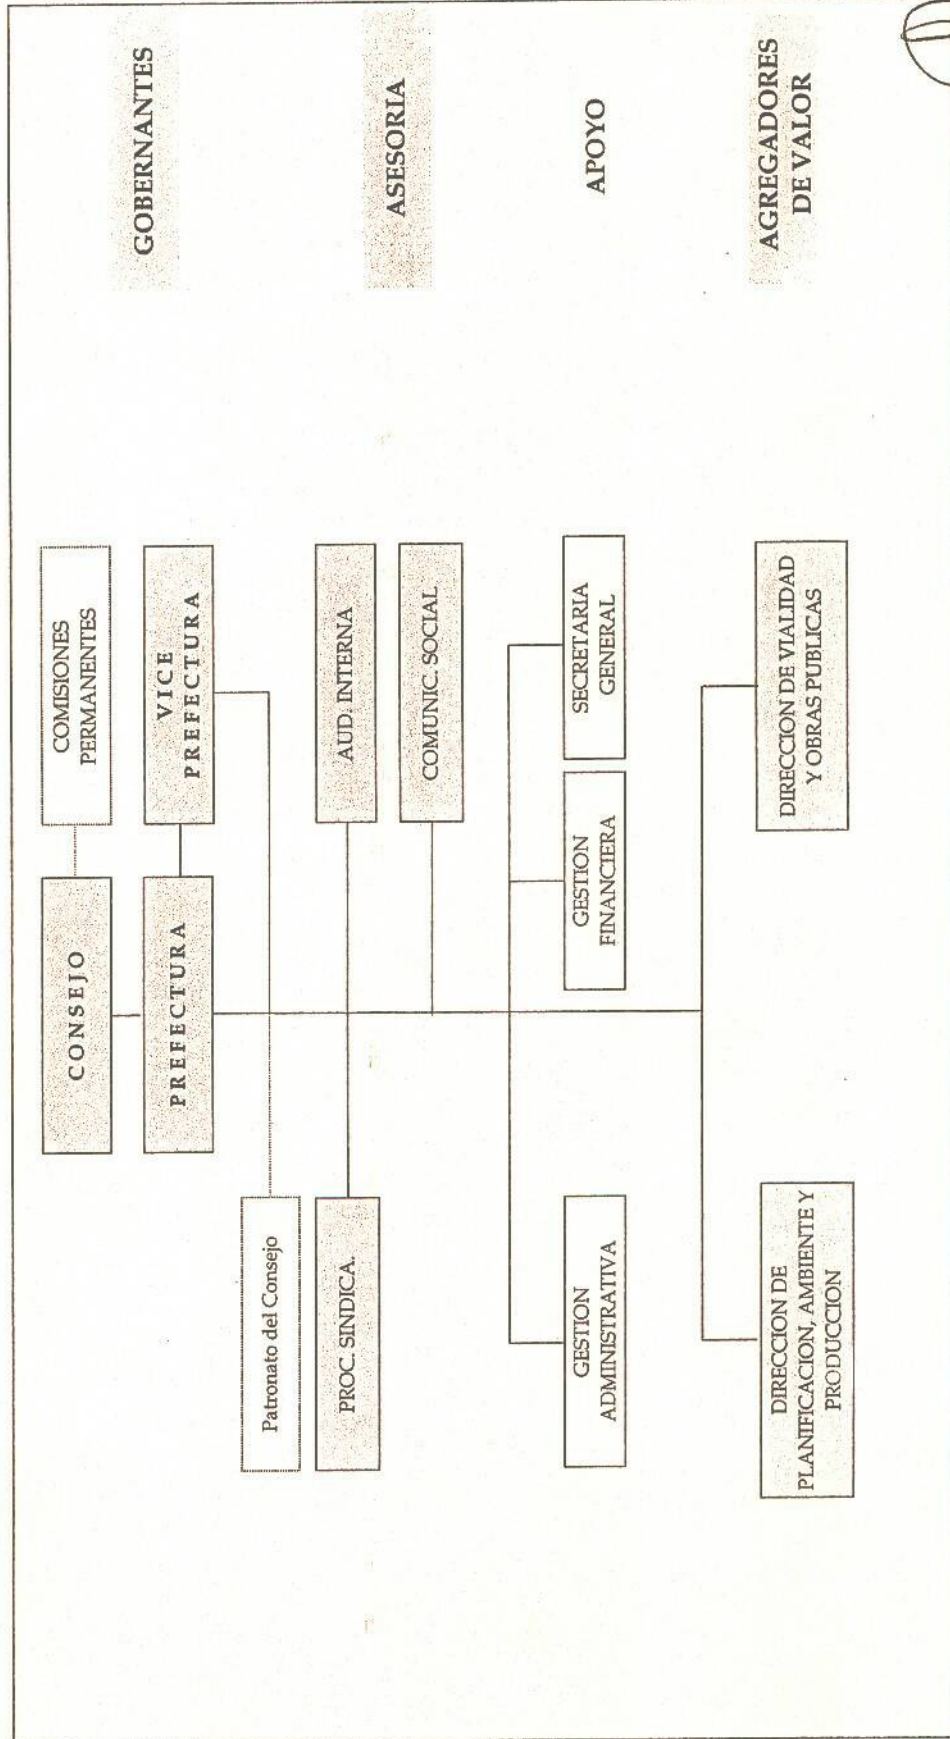 CONSEJO
COMISIONES
PERMANENTES
GOBERNANTES
PREFECTURA
VICE
PREFECTURA
Patronato del Consejo
PROC. SINDICA.
AUD. INTERNA
ASESORIA
COMUNIC. SOCIAL
GESTION
ADMINISTRATIVA
GESTION
FINANCIERA
SECRETARIA
GENERAL
APOYO
DIRECCION DE
PLANIFICACION, AMBIENTE Y
PRODUCCION
DIRECCION DE VIALIDAD
Y OBRAS PUBLICAS
AGREGADORES
DE VALOR